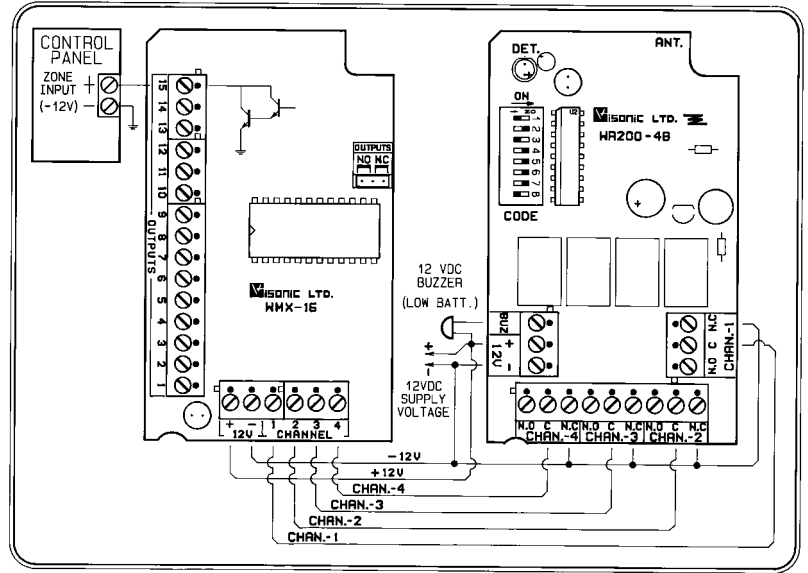 CONTROL
PANEL
ZONE
INPUT
+
(-12V)
-
15
14
13
12
11
10
9
8
7
6
5
4
3
2
1
OUTPUTS
OUTPUTS
NO NC
Visonic LTD.
WMX-16
+ - 1 2 3 4
12V CHANNEL
DET.
ANT.
ON
1
2
3
4
5
6
7
8
CODE
U2
Visonic LTD.
WR200-4B
+
+
12 VDC
BUZZER
(LOW BATT.)
BUZ
+
-
12V
+
-
12VDC
SUPPLY
VOLTAGE
N.C
C
N.O
CHAN.-1
N.O C N.C N.O C N.C N.O C N.C
CHAN.-4 CHAN.-3 CHAN.-2
-12V
+12V
CHAN.-4
CHAN.-3
CHAN.-2
CHAN.-1